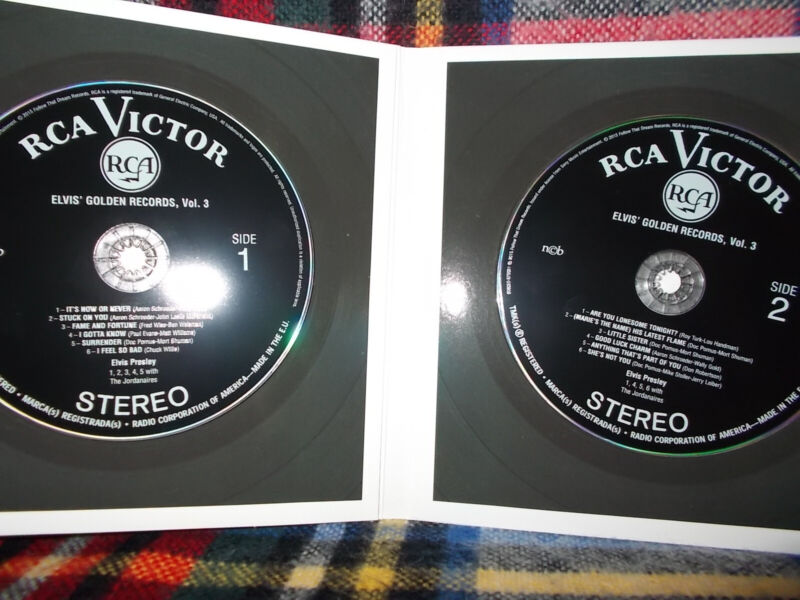 RCA VICTOR
RCA
ELVIS' GOLDEN RECORDS, Vol. 3
SIDE
1
1 – IT'S NOW OR NEVER (Aaron Schroeder-
2 – STUCK ON YOU (Aaron Schroeder-John Leslie McFarland)
3 – FAME AND FORTUNE (Fred Wise-Ben Weisman)
4 – I GOTTA KNOW (Paul Evans-Matt Williams)
5 – SURRENDER (Doc Pomus-Mort Shuman)
6 – I FEEL SO BAD (Chuck Willis)
Elvis Presley
1, 2, 3, 4, 5 with
The Jordanaires
STEREO
MARCA(s) REGISTRADA(s) • RADIO CORPORATION OF AMERICA—MADE IN THE E.U.
RCA VICTOR
RCA
ELVIS' GOLDEN RECORDS, Vol. 3
n©b
SIDE
2
1 – ARE YOU LONESOME TONIGHT? (Roy Turk-Lou Handman)
2 – (MARIE'S THE NAME) HIS LATEST FLAME (Doc Pomus-Mort Shuman)
3 – LITTLE SISTER (Doc Pomus-Mort Shuman)
4 – GOOD LUCK CHARM (Aaron Schroeder-Wally Gold)
5 – ANYTHING THAT'S PART OF YOU (Don Robertson)
6 – SHE'S NOT YOU (Doc Pomus-Mike Stoller-Jerry Leiber)
Elvis Presley
1, 4, 5, 6 with
The Jordanaires
STEREO
TMK(s) ® REGISTERED • MARCA(s) REGISTRADA(s) • RADIO CORPORATION OF AMERICA—MADE IN THE